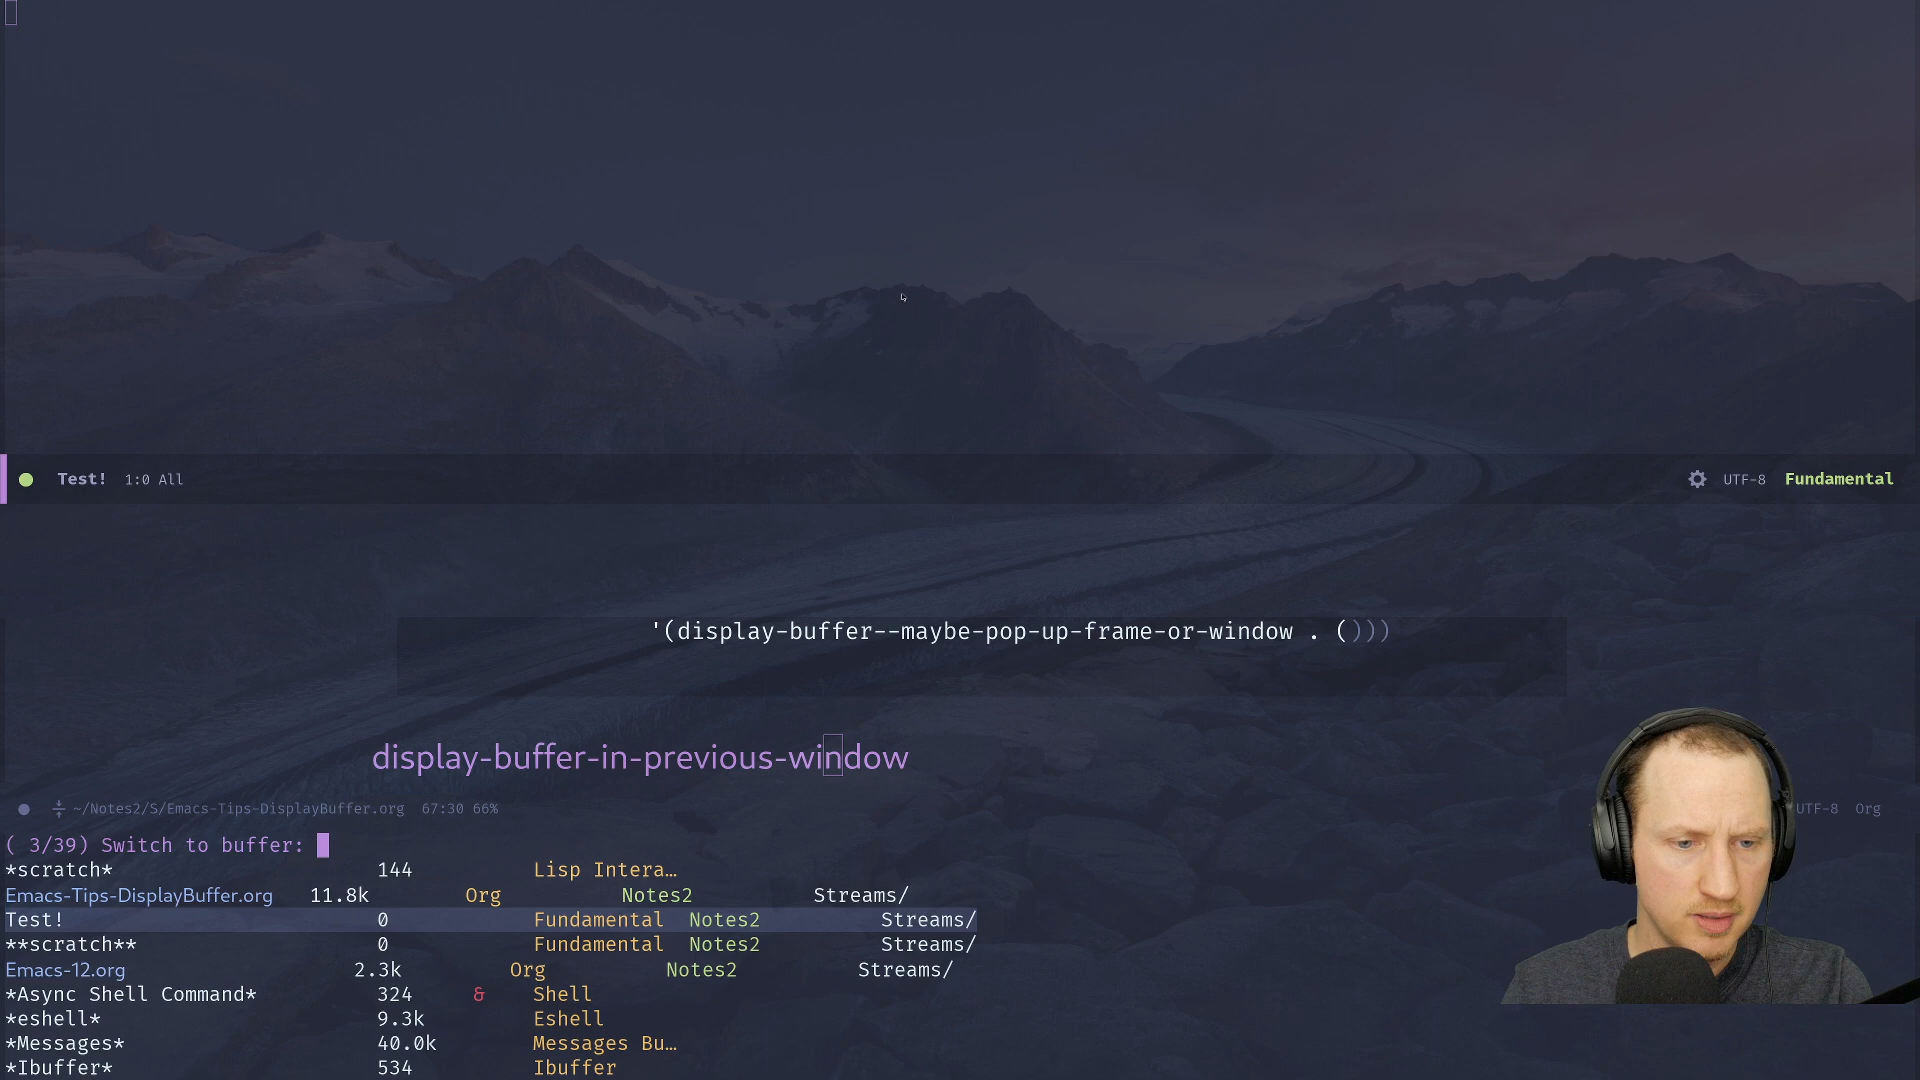 Test! 1:0 All UTF-8 Fundamental
'(display-buffer--maybe-pop-up-frame-or-window . ()))
display-buffer-in-previous-window
~/Notes2/S/Emacs-Tips-DisplayBuffer.org 67:30 66% UTF-8 Org
( 3/39) Switch to buffer:
*scratch* 144 Lisp Intera…
Emacs-Tips-DisplayBuffer.org 11.8k Org Notes2 Streams/
Test! 0 Fundamental Notes2 Streams/
**scratch** 0 Fundamental Notes2 Streams/
Emacs-12.org 2.3k Org Notes2 Streams/
*Async Shell Command* 324 & Shell
*eshell* 9.3k Eshell
*Messages* 40.0k Messages Bu…
*Ibuffer* 534 Ibuffer